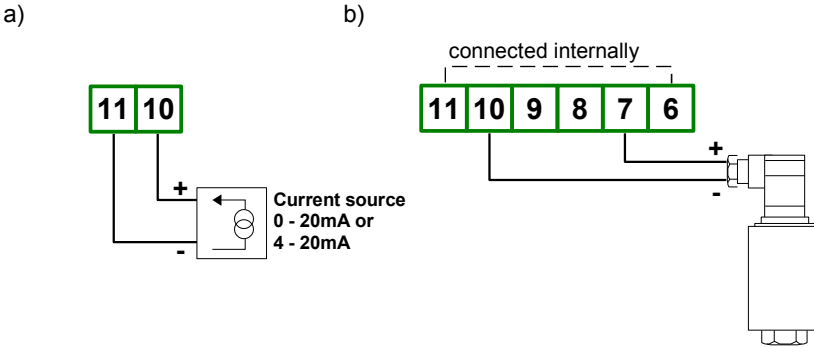 a)
b)
connected internally
11 10
11 10 9 8 7 6
+
-
Current source
0 - 20mA or
4 - 20mA
+
-